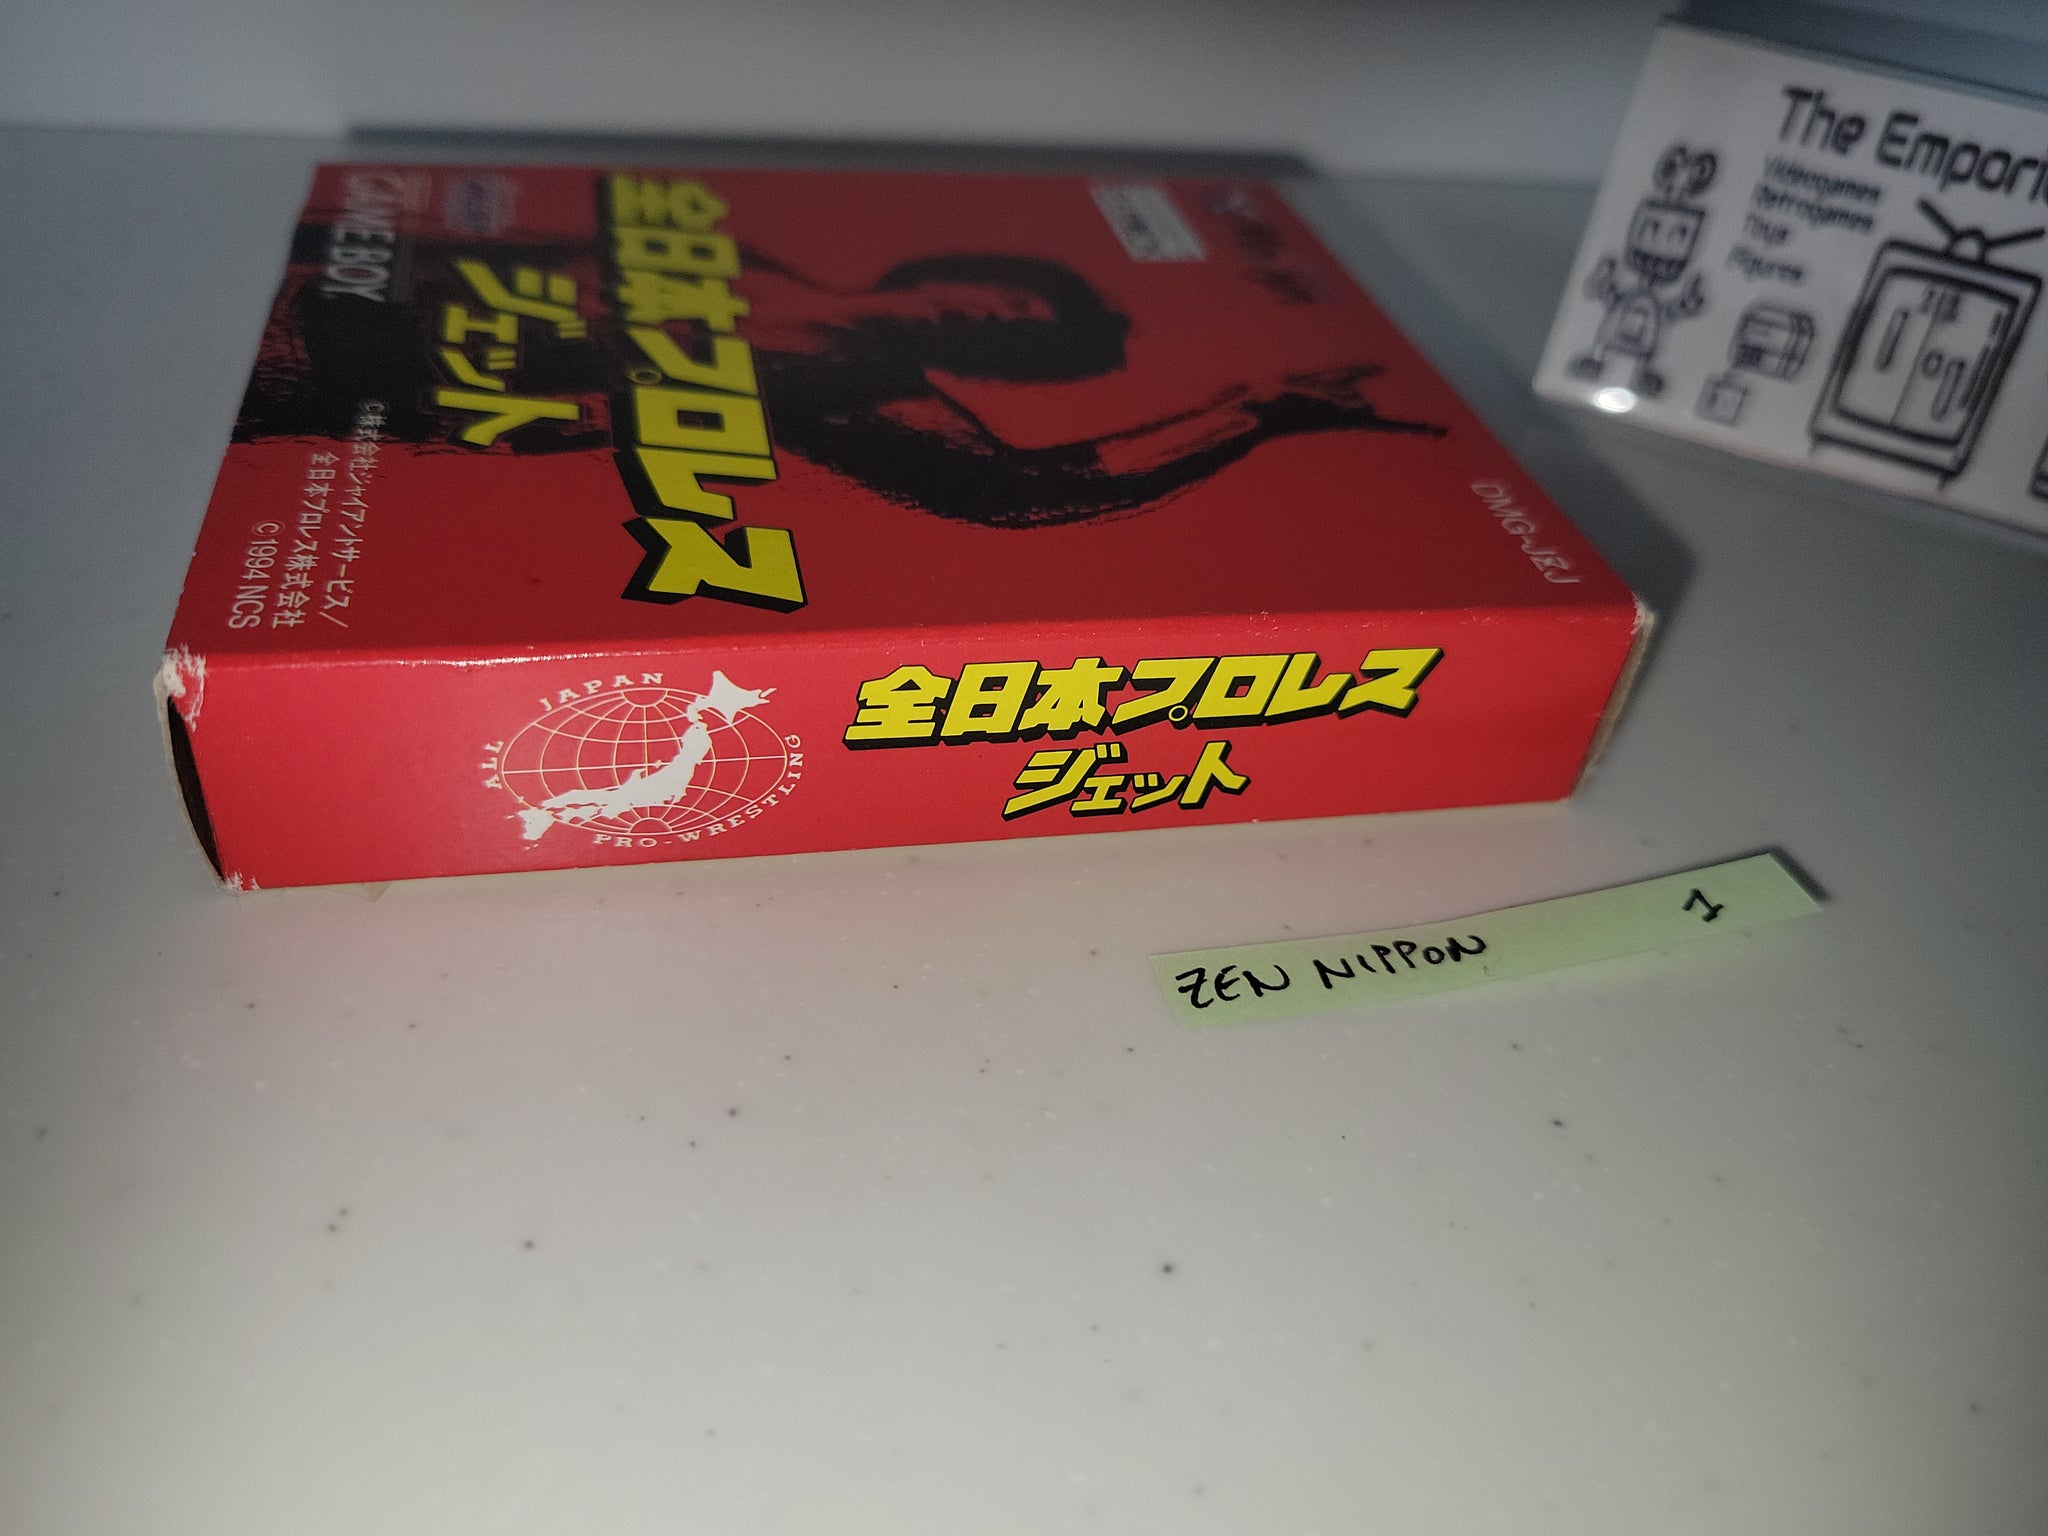 GAME BOY
全日本プロレス
ジェット
©株式会社ジャイアントサービス/
全日本プロレス株式会社
©1994 NCS
DMG-JZJ
ALL JAPAN PRO-WRESTLING
全日本プロレス
ジェット
ZEN NIPPON 1
The Empori
Videogames
Retrogames
Toys
Figures